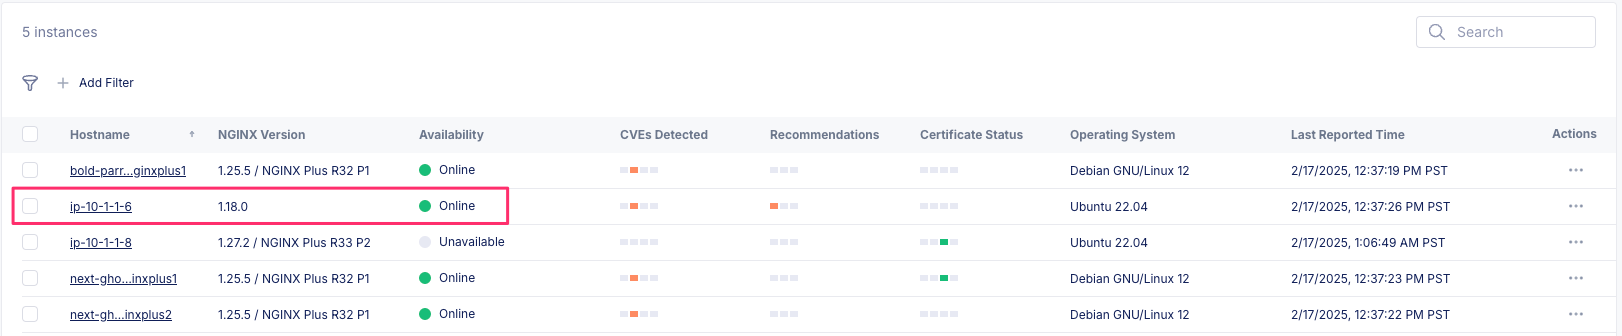 5 instances
Search
Add Filter
Hostname NGINX Version Availability CVEs Detected Recommendations Certificate Status Operating System Last Reported Time Actions
bold-parr...ginxplus1 1.25.5 / NGINX Plus R32 P1 Online Debian GNU/Linux 12 2/17/2025, 12:37:19 PM PST
ip-10-1-1-6 1.18.0 Online Ubuntu 22.04 2/17/2025, 12:37:26 PM PST
ip-10-1-1-8 1.27.2 / NGINX Plus R33 P2 Unavailable Ubuntu 22.04 2/17/2025, 1:06:49 AM PST
next-gho...inxplus1 1.25.5 / NGINX Plus R32 P1 Online Debian GNU/Linux 12 2/17/2025, 12:37:23 PM PST
next-gh...inxplus2 1.25.5 / NGINX Plus R32 P1 Online Debian GNU/Linux 12 2/17/2025, 12:37:22 PM PST